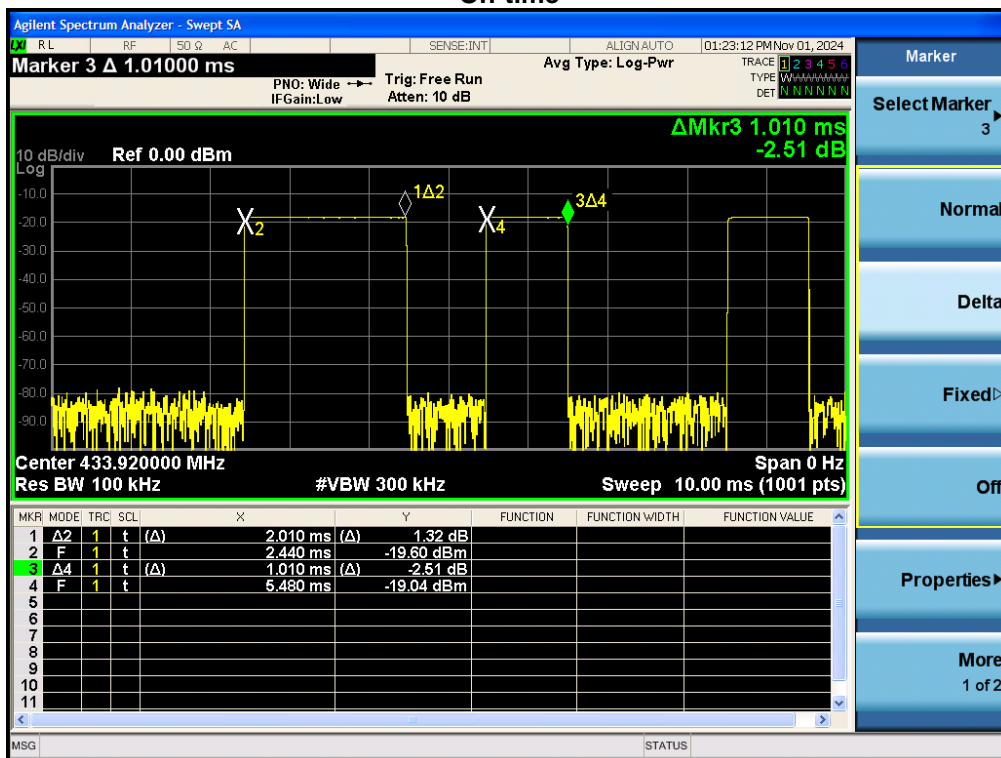 On time
Agilent Spectrum Analyzer - Swept SA
LXI RL RF 50 Ω AC SENSE:INT ALIGN AUTO 01:23:12 PM Nov 01, 2024
Marker 3 Δ 1.01000 ms
PNO: Wide
IFGain:Low
Trig: Free Run
Atten: 10 dB
Avg Type: Log-Pwr
TRACE 1 2 3 4 5 6
TYPE WWWWWW
DET N N N N N N
ΔMkr3 1.010 ms
-2.51 dB
10 dB/div Ref 0.00 dBm
Log
-10.0
-20.0
-30.0
-40.0
-50.0
-60.0
-70.0
-80.0
-90.0
X2
1Δ2
X4
3Δ4
Center 433.920000 MHz Span 0 Hz
Res BW 100 kHz #VBW 300 kHz Sweep 10.00 ms (1001 pts)
MKR MODE TRC SCL X Y FUNCTION FUNCTION WIDTH FUNCTION VALUE
1 Δ2 1 t (Δ) 2.010 ms (Δ) 1.32 dB
2 F 1 t 2.440 ms -19.60 dBm
3 Δ4 1 t (Δ) 1.010 ms (Δ) -2.51 dB
4 F 1 t 5.480 ms -19.04 dBm
5
6
7
8
9
10
11
MSG STATUS
Marker
Select Marker
3
Normal
Delta
Fixed
Off
Properties
More
1 of 2